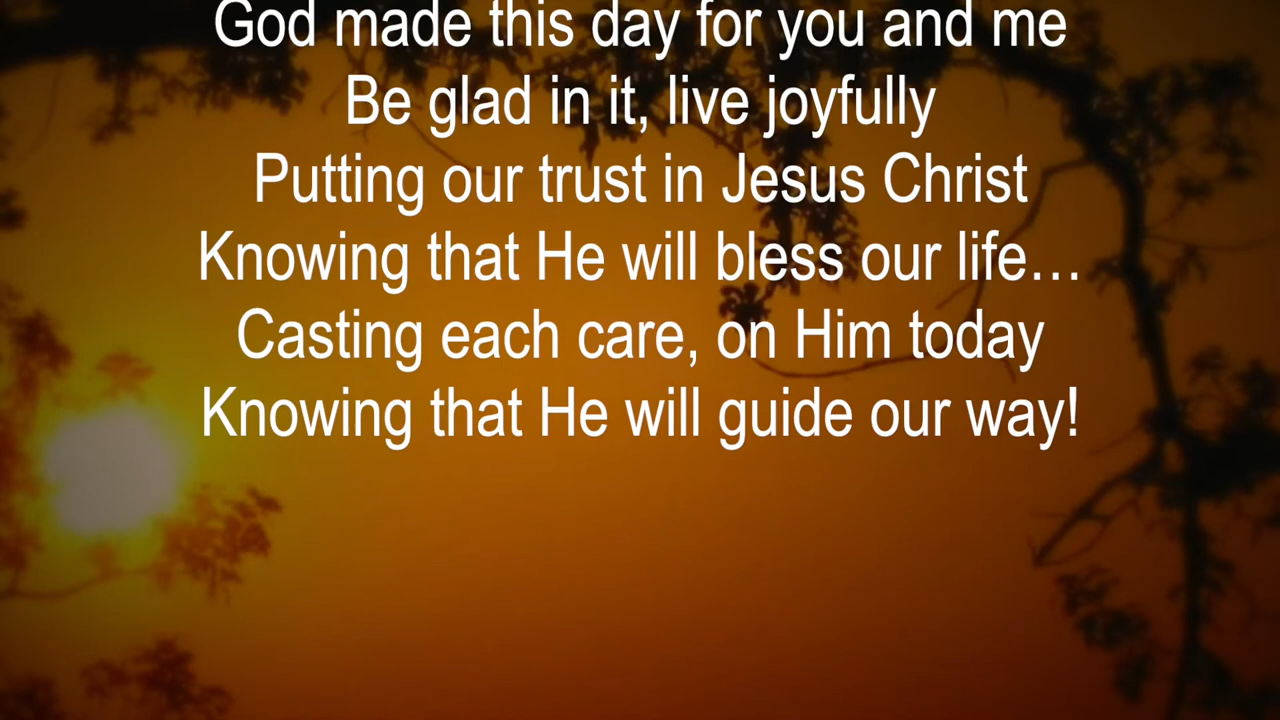 God made this day for you and me
Be glad in it, live joyfully
Putting our trust in Jesus Christ
Knowing that He will bless our life…
Casting each care, on Him today
Knowing that He will guide our way!